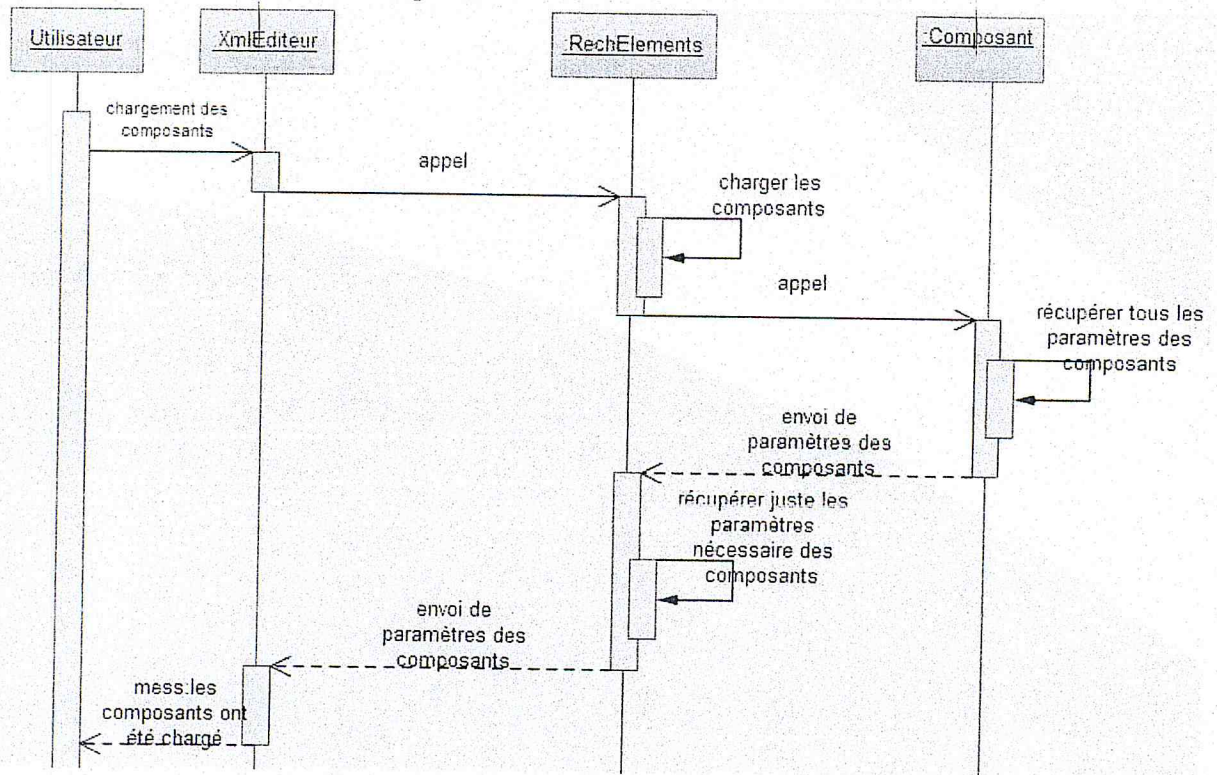 Utilisateur
XmlEditeur
:RechElements
:Composant
chargement des
composants
appel
charger les
composants
appel
récupérer tous les
paramètres des
composants
envoi de
paramètres des
composants
récupérer juste les
paramètres
nécessaire des
composants
envoi de
paramètres des
composants
mess:les
composants ont
été chargé